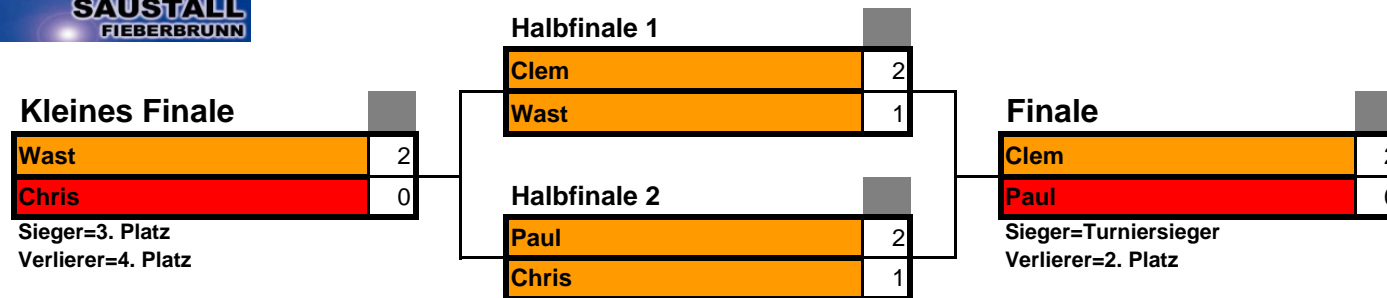 SAUSTALL
FIEBERBRUNN
Halbfinale 1
Clem 2
Wast 1
Kleines Finale
Wast 2
Chris 0
Sieger=3. Platz
Verlierer=4. Platz
Halbfinale 2
Paul 2
Chris 1
Finale
Clem 2
Paul
Sieger=Turniersieger
Verlierer=2. Platz